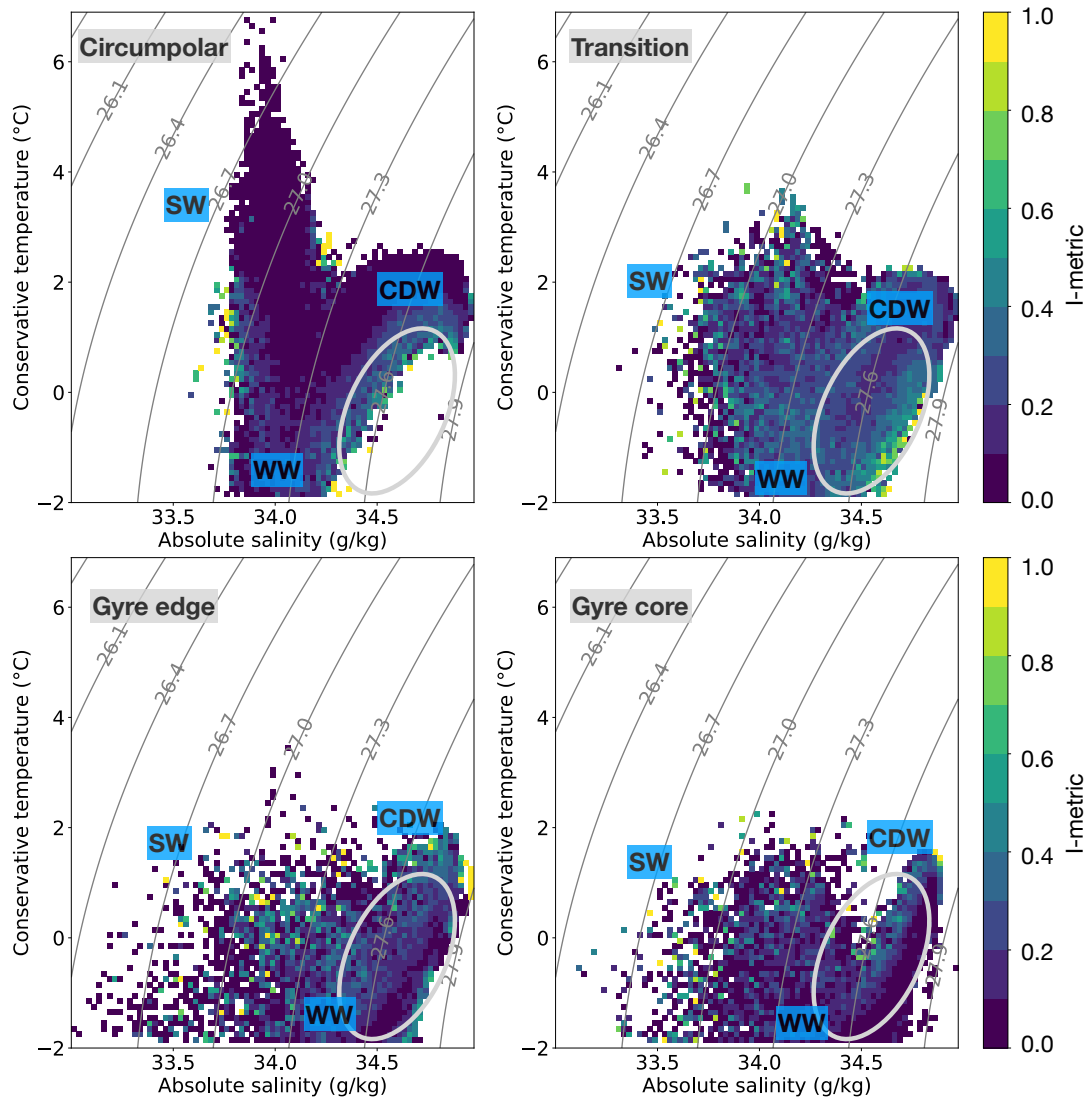 Circumpolar
Conservative temperature (°C)
6
4
2
0
−2
26.1
26.4
26.7
27.0
27.3
27.6
27.9
SW
CDW
WW
33.5
34.0
34.5
Absolute salinity (g/kg)
Transition
Conservative temperature (°C)
6
4
2
0
−2
26.1
26.4
26.7
27.0
27.3
27.6
27.9
SW
CDW
WW
33.5
34.0
34.5
Absolute salinity (g/kg)
1.0
0.8
0.6
0.4
0.2
0.0
I-metric
Gyre edge
Conservative temperature (°C)
6
4
2
0
−2
26.1
26.4
26.7
27.0
27.3
27.6
27.9
SW
CDW
WW
33.5
34.0
34.5
Absolute salinity (g/kg)
Gyre core
Conservative temperature (°C)
6
4
2
0
−2
26.1
26.4
26.7
27.0
27.3
27.6
27.9
SW
CDW
WW
33.5
34.0
34.5
Absolute salinity (g/kg)
1.0
0.8
0.6
0.4
0.2
0.0
I-metric